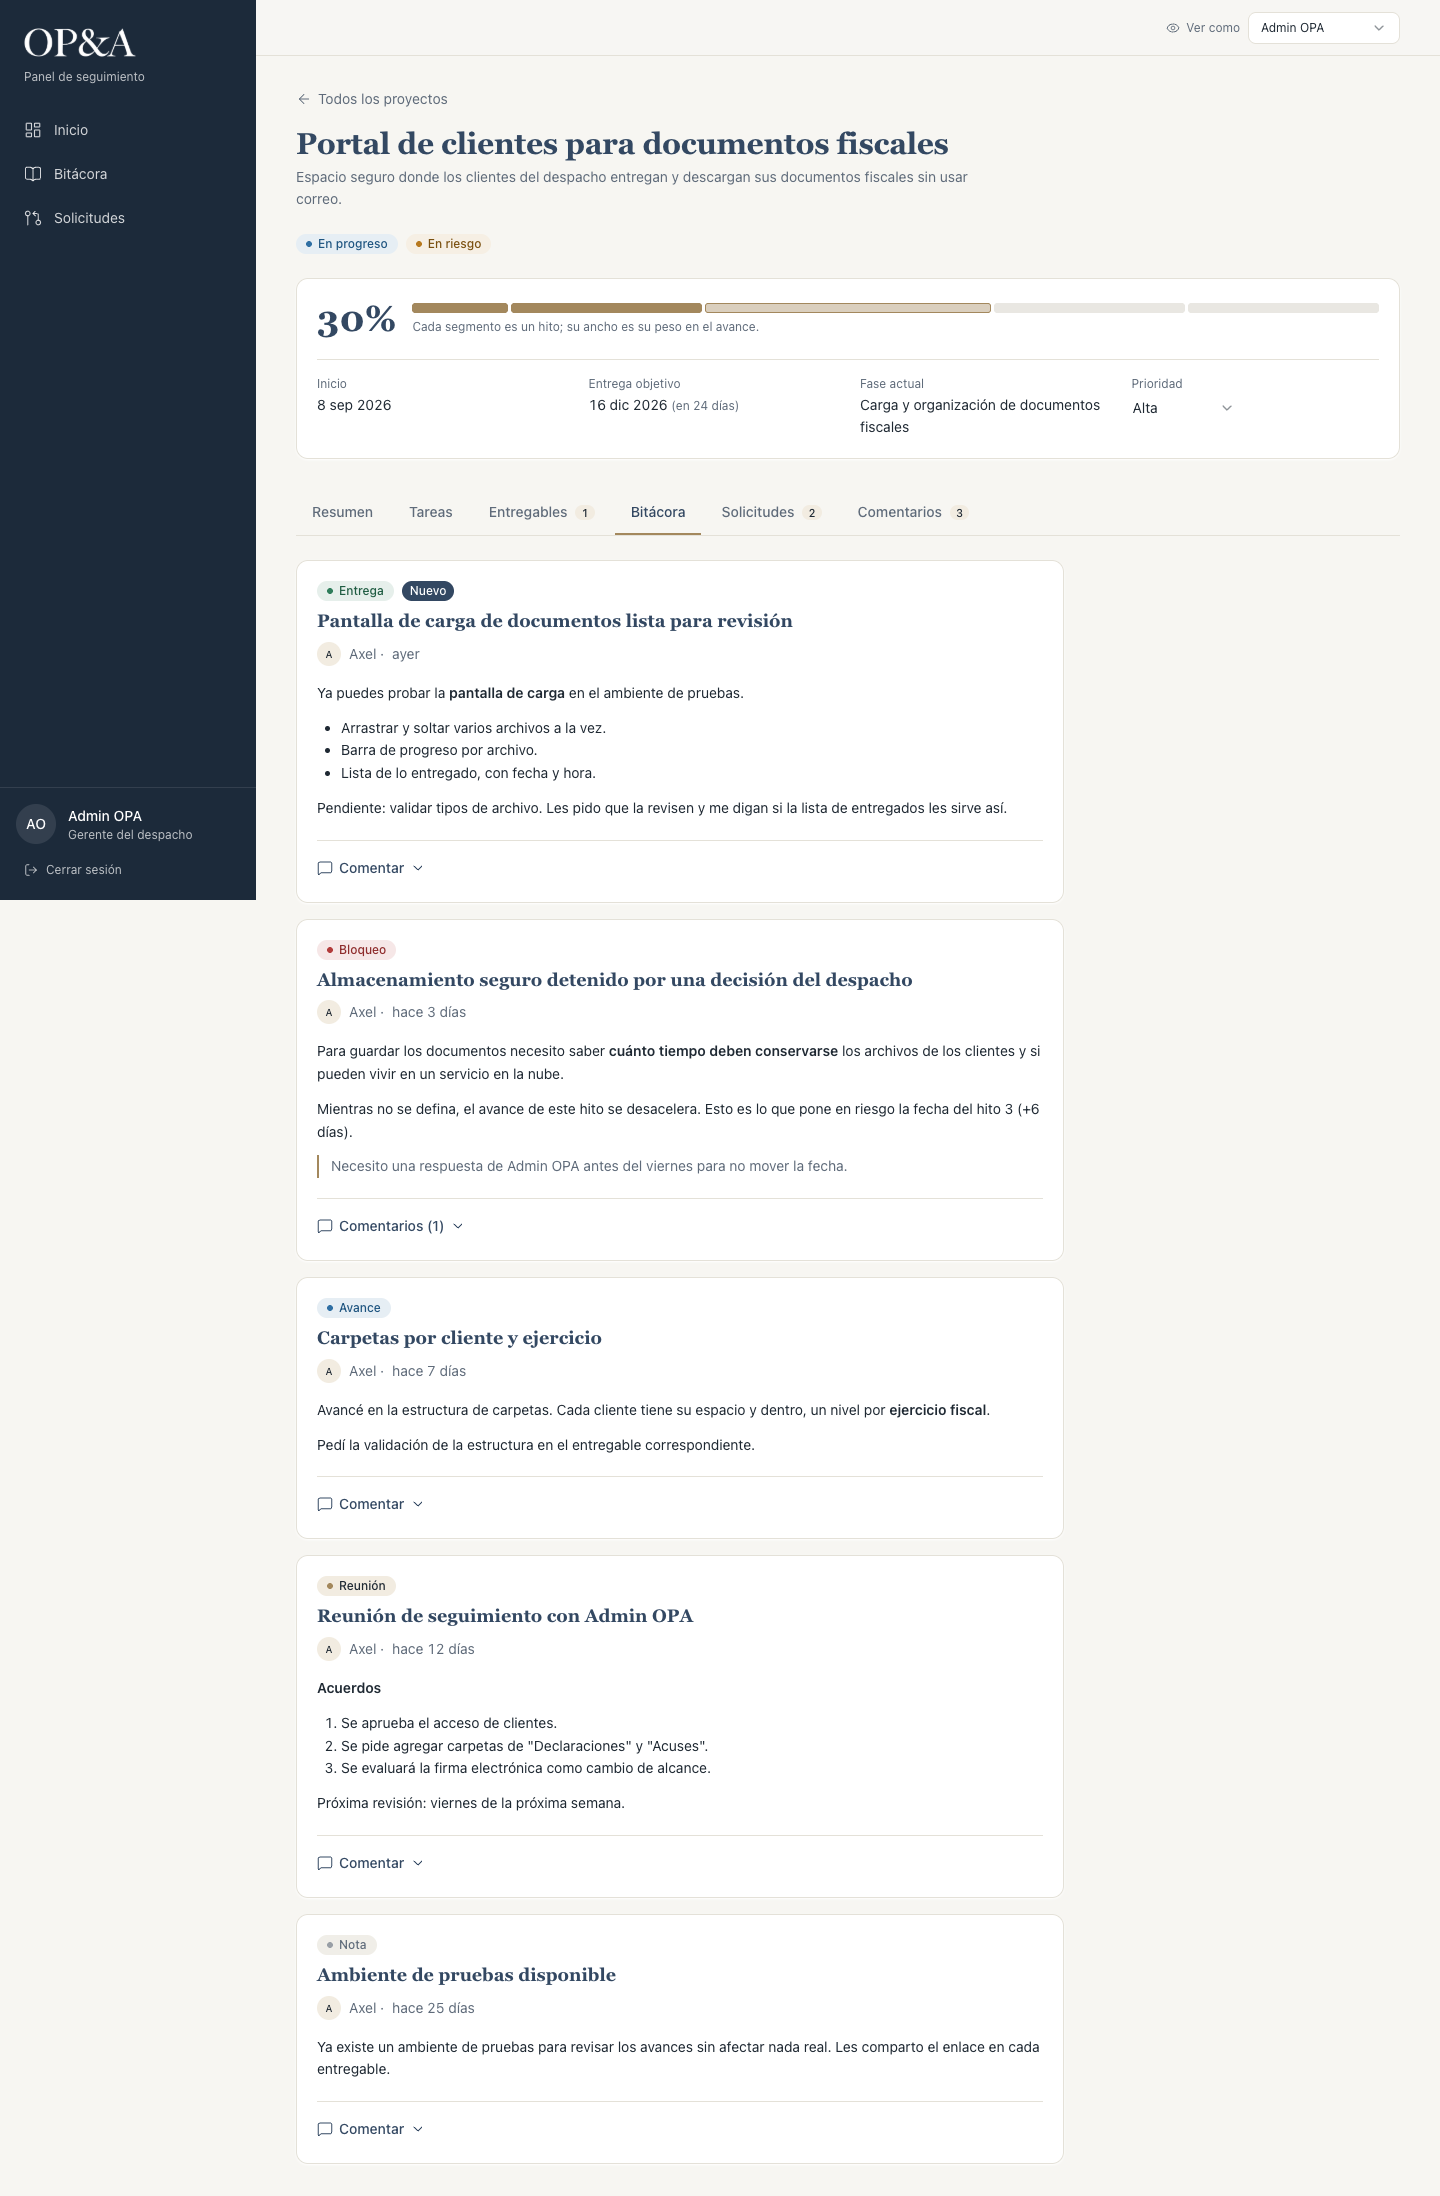 OP&A
Panel de seguimiento
Inicio
Bitácora
Solicitudes
Admin OPA
AO
Gerente del despacho
Cerrar sesión
Ver como
Admin OPA
Todos los proyectos
Portal de clientes para documentos fiscales
Espacio seguro donde los clientes del despacho entregan y descargan sus documentos fiscales sin usar
correo.
En progreso
En riesgo
30%
Cada segmento es un hito; su ancho es su peso en el avance.
Inicio
8 sep 2026
Entrega objetivo
16 dic 2026 (en 24 días)
Fase actual
Carga y organización de documentos
fiscales
Prioridad
Alta
Resumen
Tareas
Entregables 1
Bitácora
Solicitudes 2
Comentarios 3
Entrega
Nuevo
Pantalla de carga de documentos lista para revisión
A
Axel · ayer
Ya puedes probar la pantalla de carga en el ambiente de pruebas.
• Arrastrar y soltar varios archivos a la vez.
• Barra de progreso por archivo.
• Lista de lo entregado, con fecha y hora.
Pendiente: validar tipos de archivo. Les pido que la revisen y me digan si la lista de entregados les sirve así.
Comentar
Bloqueo
Almacenamiento seguro detenido por una decisión del despacho
A
Axel · hace 3 días
Para guardar los documentos necesito saber cuánto tiempo deben conservarse los archivos de los clientes y si
pueden vivir en un servicio en la nube.
Mientras no se defina, el avance de este hito se desacelera. Esto es lo que pone en riesgo la fecha del hito 3 (+6
días).
Necesito una respuesta de Admin OPA antes del viernes para no mover la fecha.
Comentarios (1)
Avance
Carpetas por cliente y ejercicio
A
Axel · hace 7 días
Avancé en la estructura de carpetas. Cada cliente tiene su espacio y dentro, un nivel por ejercicio fiscal.
Pedí la validación de la estructura en el entregable correspondiente.
Comentar
Reunión
Reunión de seguimiento con Admin OPA
A
Axel · hace 12 días
Acuerdos
1. Se aprueba el acceso de clientes.
2. Se pide agregar carpetas de "Declaraciones" y "Acuses".
3. Se evaluará la firma electrónica como cambio de alcance.
Próxima revisión: viernes de la próxima semana.
Comentar
Nota
Ambiente de pruebas disponible
A
Axel · hace 25 días
Ya existe un ambiente de pruebas para revisar los avances sin afectar nada real. Les comparto el enlace en cada
entregable.
Comentar